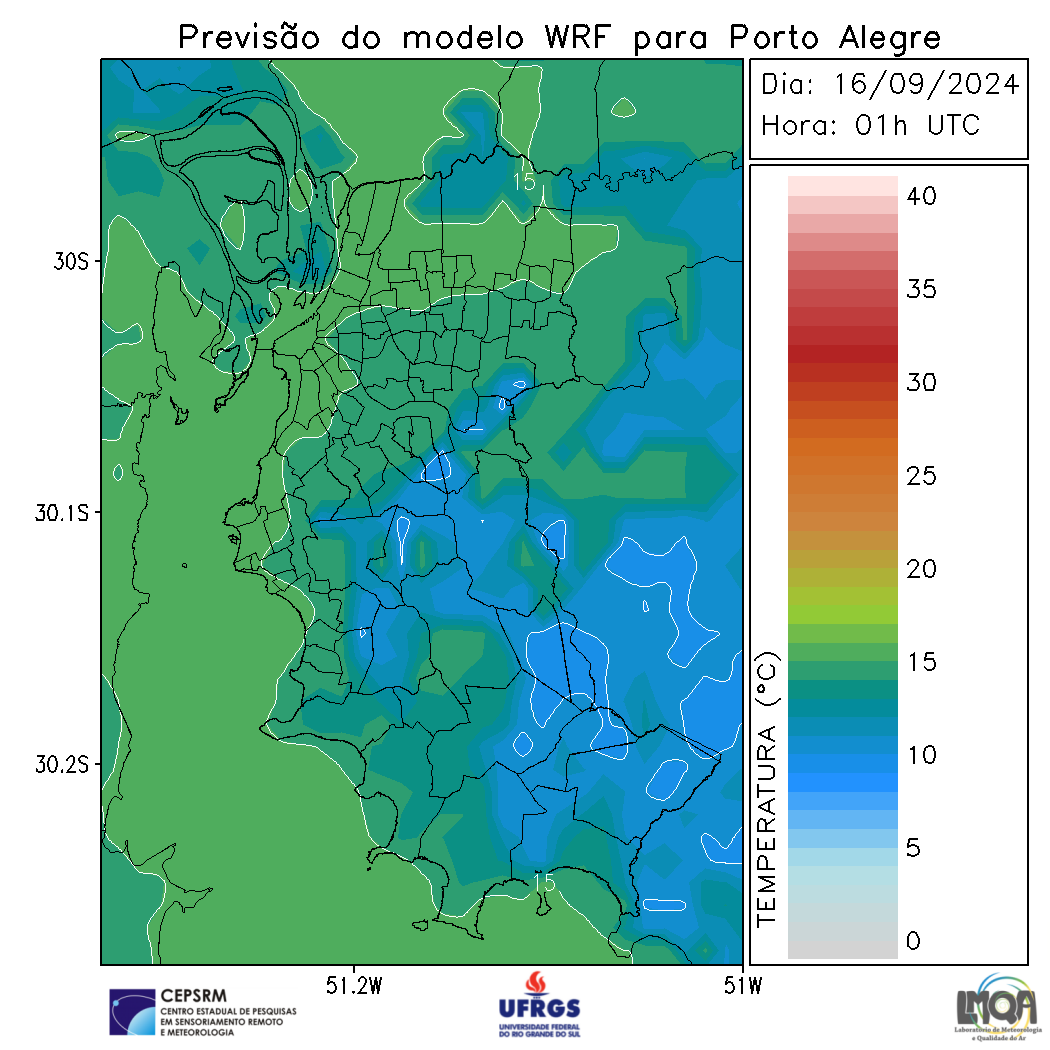 Previsão do modelo WRF para Porto Alegre
Dia: 16/09/2024
Hora: 01h UTC
15
30S
30.1S
30.2S
15
51.2W
51W
TEMPERATURA (°C)
40
35
30
25
20
15
10
5
0
CEPSRM
CENTRO ESTADUAL DE PESQUISAS
EM SENSORIAMENTO REMOTO
E METEOROLOGIA
UFRGS
UNIVERSIDADE FEDERAL
DO RIO GRANDE DO SUL
LMQA
Laboratório de Meteorologia
e Qualidade do Ar